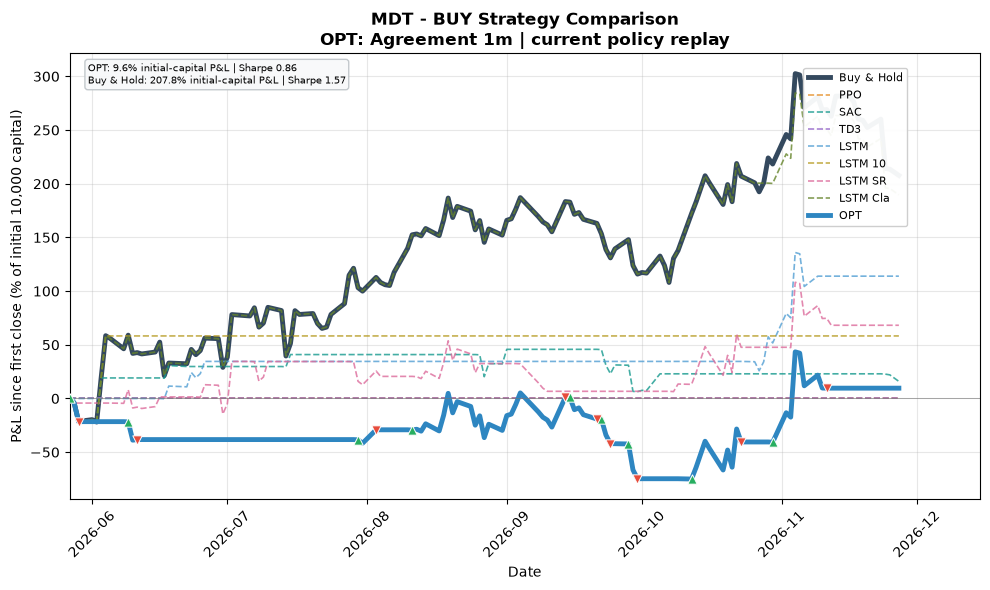 MDT - BUY Strategy Comparison
OPT: Agreement 1m | current policy replay
OPT: 9.6% initial-capital P&L | Sharpe 0.86
Buy & Hold: 207.8% initial-capital P&L | Sharpe 1.57
Buy & Hold
PPO
SAC
TD3
LSTM
LSTM 10
LSTM SR
LSTM Cla
OPT
P&L since first close (% of initial 10,000 capital)
300
250
200
150
100
50
0
−50
2026-06
2026-07
2026-08
2026-09
2026-10
2026-11
2026-12
Date